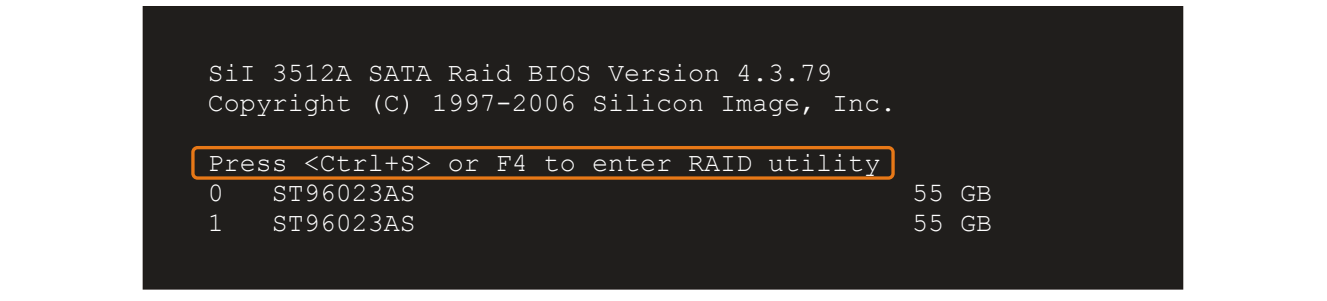 SiI 3512A SATA Raid BIOS Version 4.3.79
Copyright (C) 1997-2006 Silicon Image, Inc.
Press <Ctrl+S> or F4 to enter RAID utility
0 ST96023AS 55 GB
1 ST96023AS 55 GB